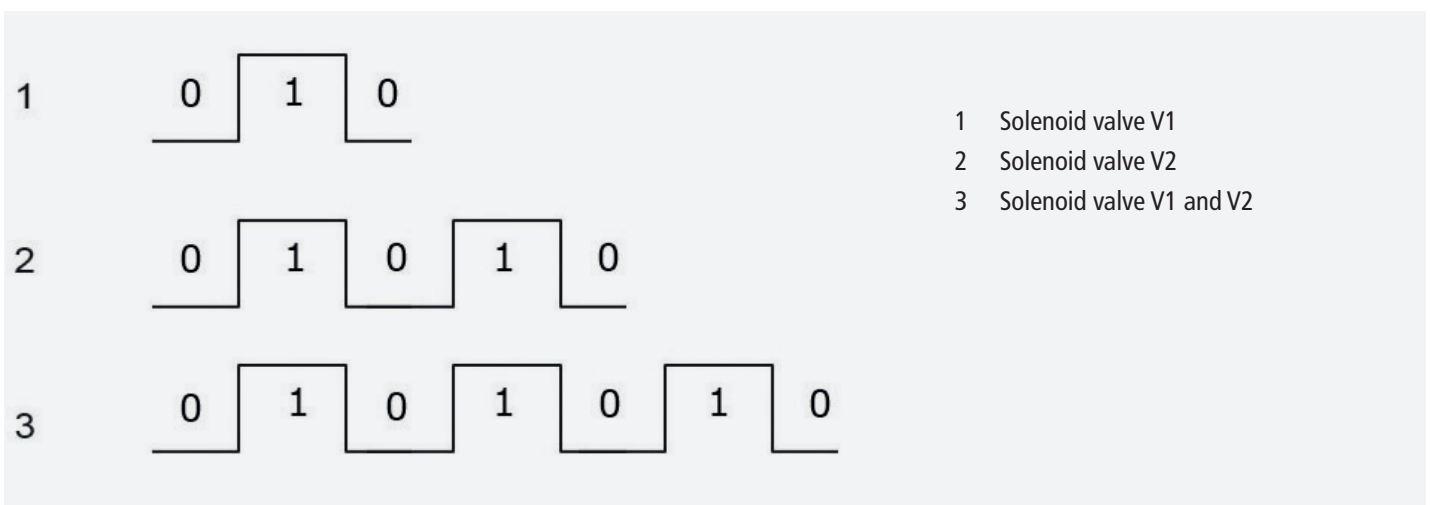 1 0 1 0
2 0 1 0 1 0
3 0 1 0 1 0 1 0
1 Solenoid valve V1
2 Solenoid valve V2
3 Solenoid valve V1 and V2